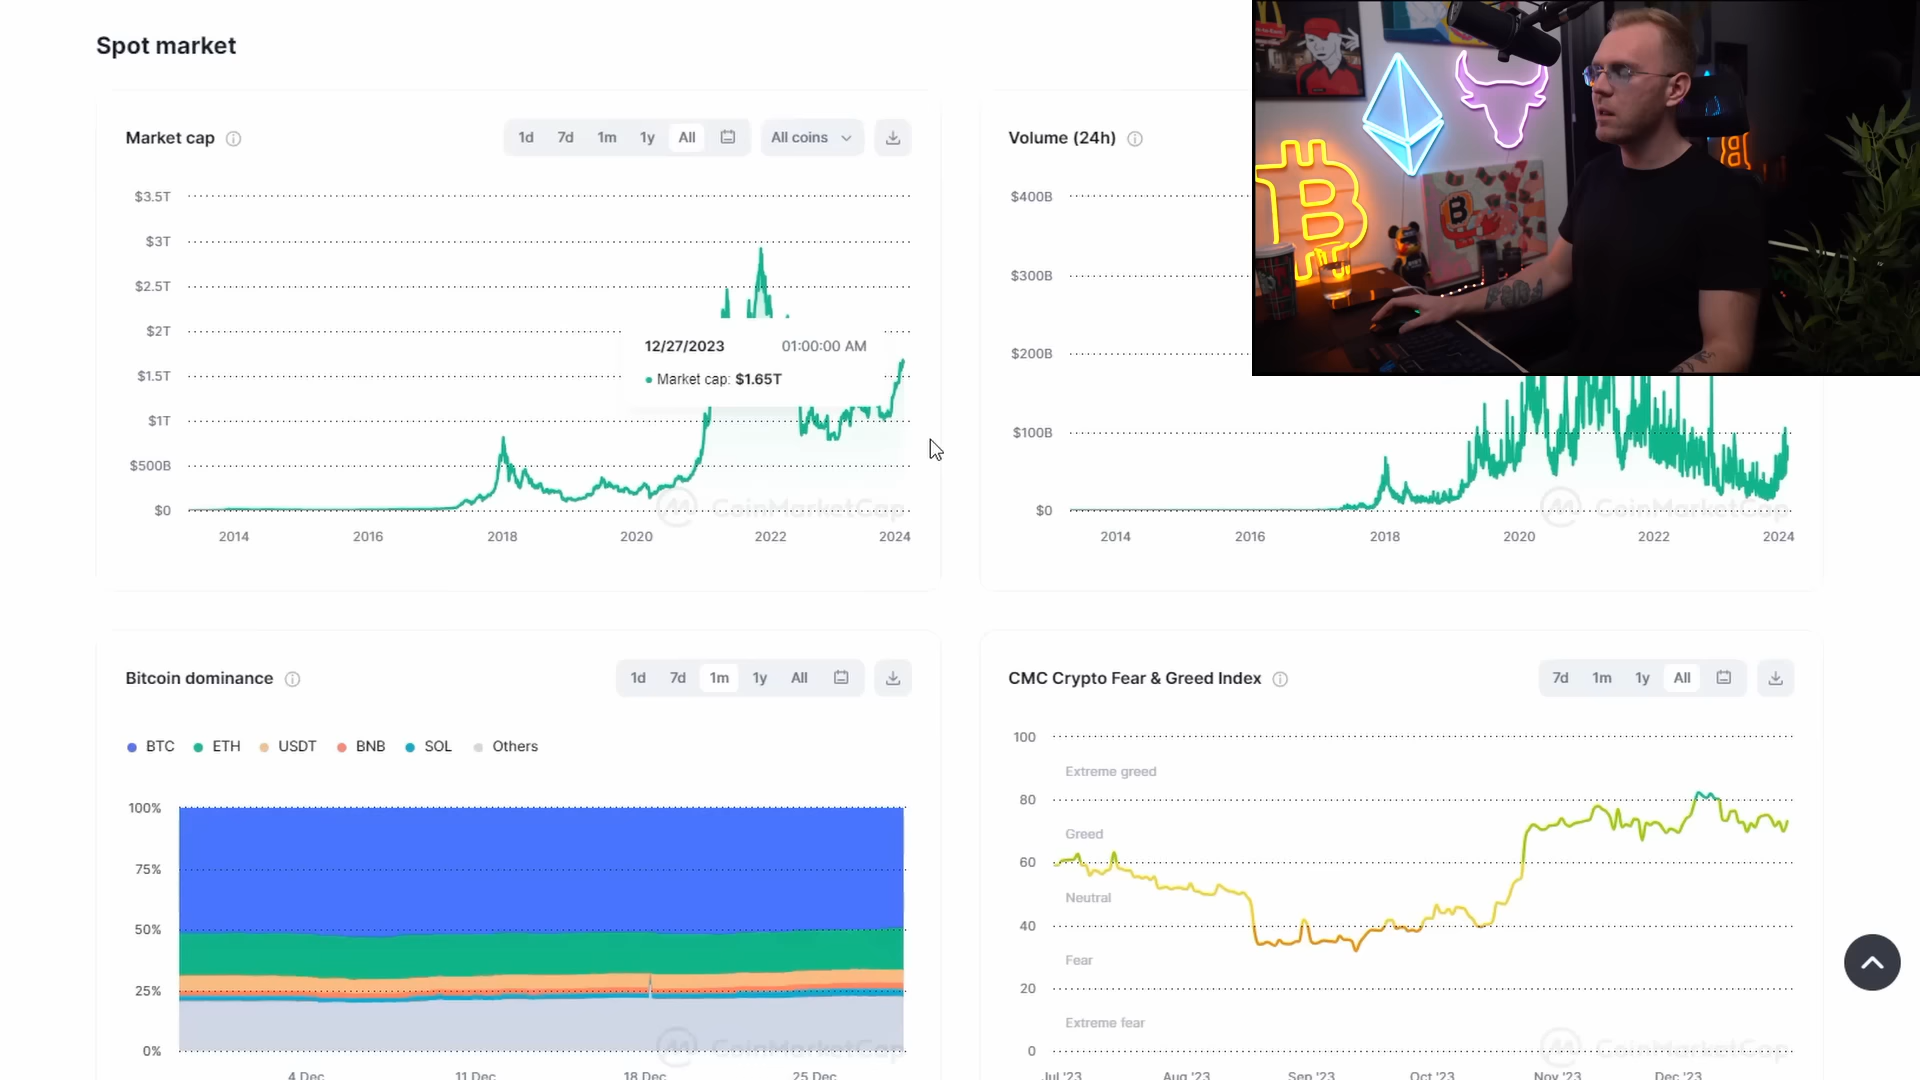 Spot market
Market cap
1d 7d 1m 1y All
All coins
$3.5T
$3T
$2.5T
$2T
$1.5T
$1T
$500B
$0
12/27/2023 01:00:00 AM
Market cap: $1.65T
CoinMarketCap
2014 2016 2018 2020 2022 2024
Volume (24h)
$400B
$300B
$200B
$100B
$0
CoinMarketCap
2014 2016 2018 2020 2022 2024
Bitcoin dominance
1d 7d 1m 1y All
BTC ETH USDT BNB SOL Others
100%
75%
50%
25%
0%
CoinMarketCap
4 Dec 11 Dec 18 Dec 25 Dec
CMC Crypto Fear & Greed Index
7d 1m 1y All
100
Extreme greed
80
Greed
60
Neutral
40
Fear
20
Extreme fear
0
CoinMarketCap
Jul '23 Aug '23 Sep '23 Oct '23 Nov '23 Dec '23